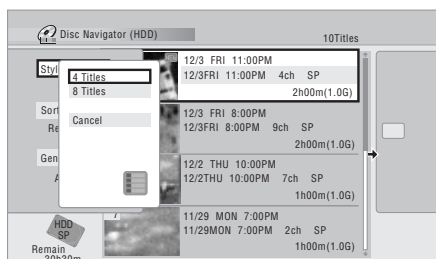 Disc Navigator (HDD)
10Titles
Styl
4 Titles
8 Titles
Cancel
Sort
Re
Gen
A
HDD
SP
Remain
30h30m
12/3 FRI 11:00PM
12/3FRI 11:00PM 4ch SP
2h00m(1.0G)
12/3 FRI 8:00PM
12/3FRI 8:00PM 9ch SP
2h00m(1.0G)
12/2 THU 10:00PM
12/2THU 10:00PM 7ch SP
1h00m(1.0G)
7
11/29 MON 7:00PM
11/29MON 7:00PM 2ch SP
1h00m(1.0G)